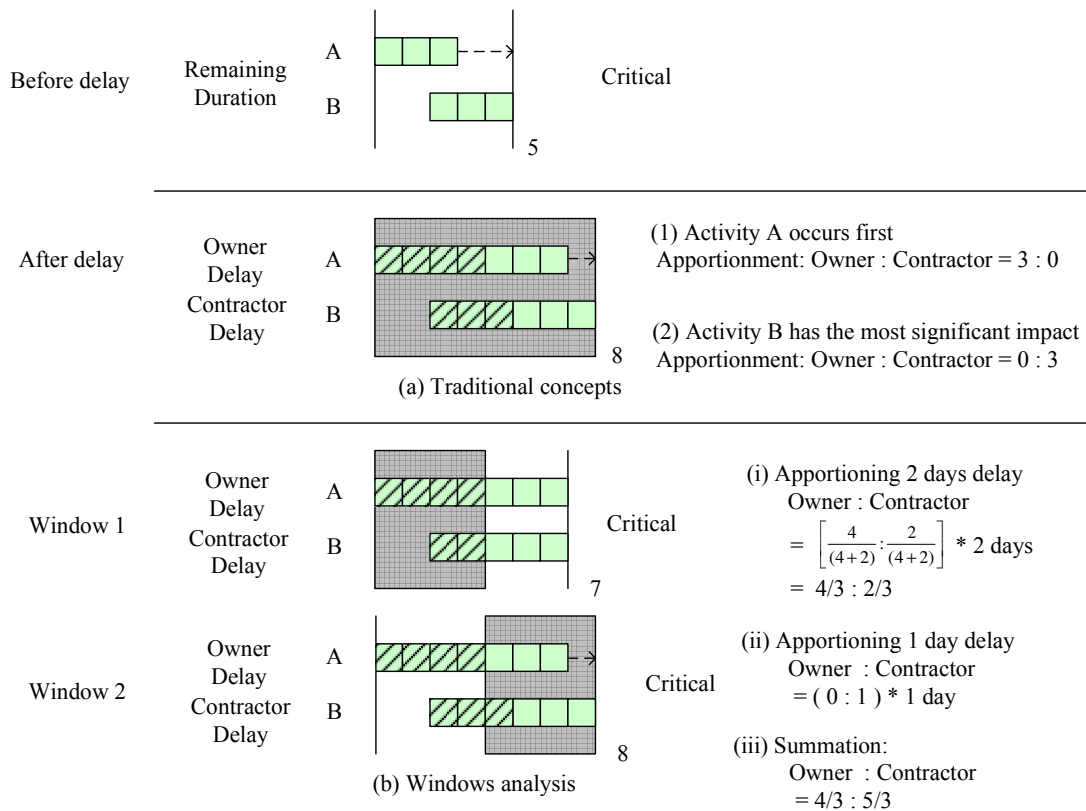 Before delay
Remaining
Duration
A
B
5
Critical
After delay
Owner
Delay
Contractor
Delay
A
B
8
(a) Traditional concepts
(1) Activity A occurs first
Apportionment: Owner : Contractor = 3 : 0
(2) Activity B has the most significant impact
Apportionment: Owner : Contractor = 0 : 3
Window 1
Owner
Delay
Contractor
Delay
A
B
7
Critical
(i) Apportioning 2 days delay
Owner : Contractor
= [4/(4+2) : 2/(4+2)] * 2 days
= 4/3 : 2/3
Window 2
Owner
Delay
Contractor
Delay
A
B
8
Critical
(b) Windows analysis
(ii) Apportioning 1 day delay
Owner : Contractor
= ( 0 : 1 ) * 1 day
(iii) Summation:
Owner : Contractor
= 4/3 : 5/3